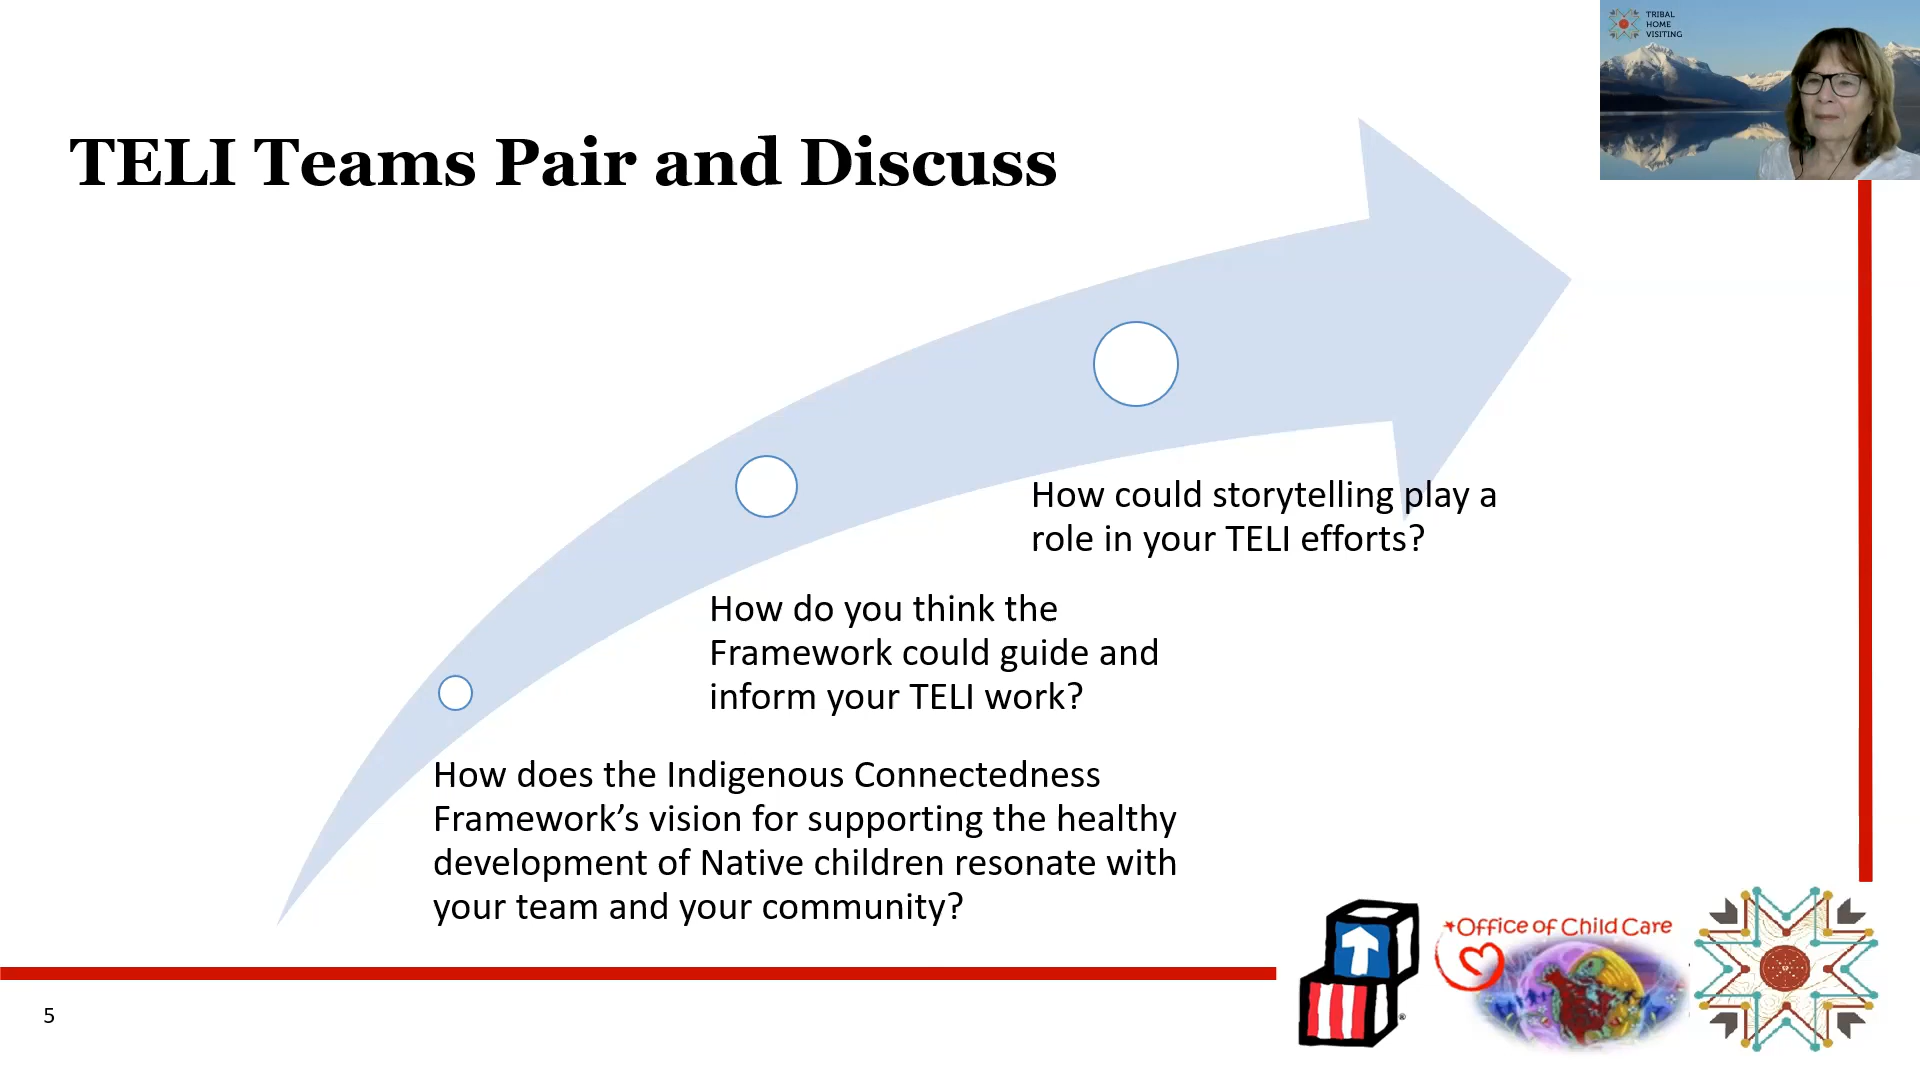 TRIBAL
HOME
VISITING
TELI Teams Pair and Discuss
How could storytelling play a
role in your TELI efforts?
How do you think the
Framework could guide and
inform your TELI work?
How does the Indigenous Connectedness
Framework’s vision for supporting the healthy
development of Native children resonate with
your team and your community?
Office of Child Care
®
5